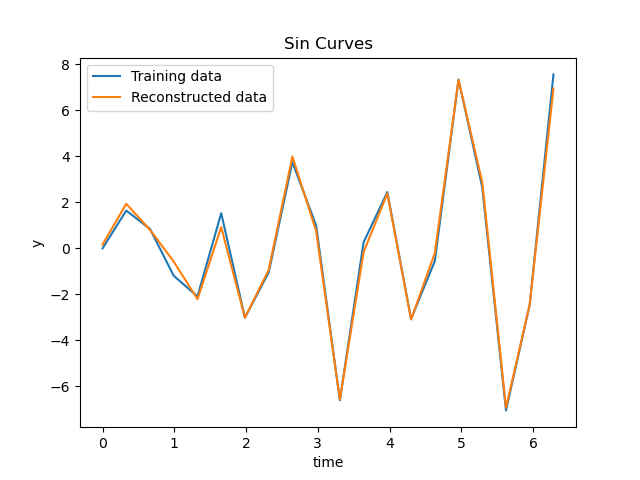 Sin Curves
Training data
Reconstructed data
8
6
4
2
0
−2
−4
−6
y
0 1 2 3 4 5 6
time